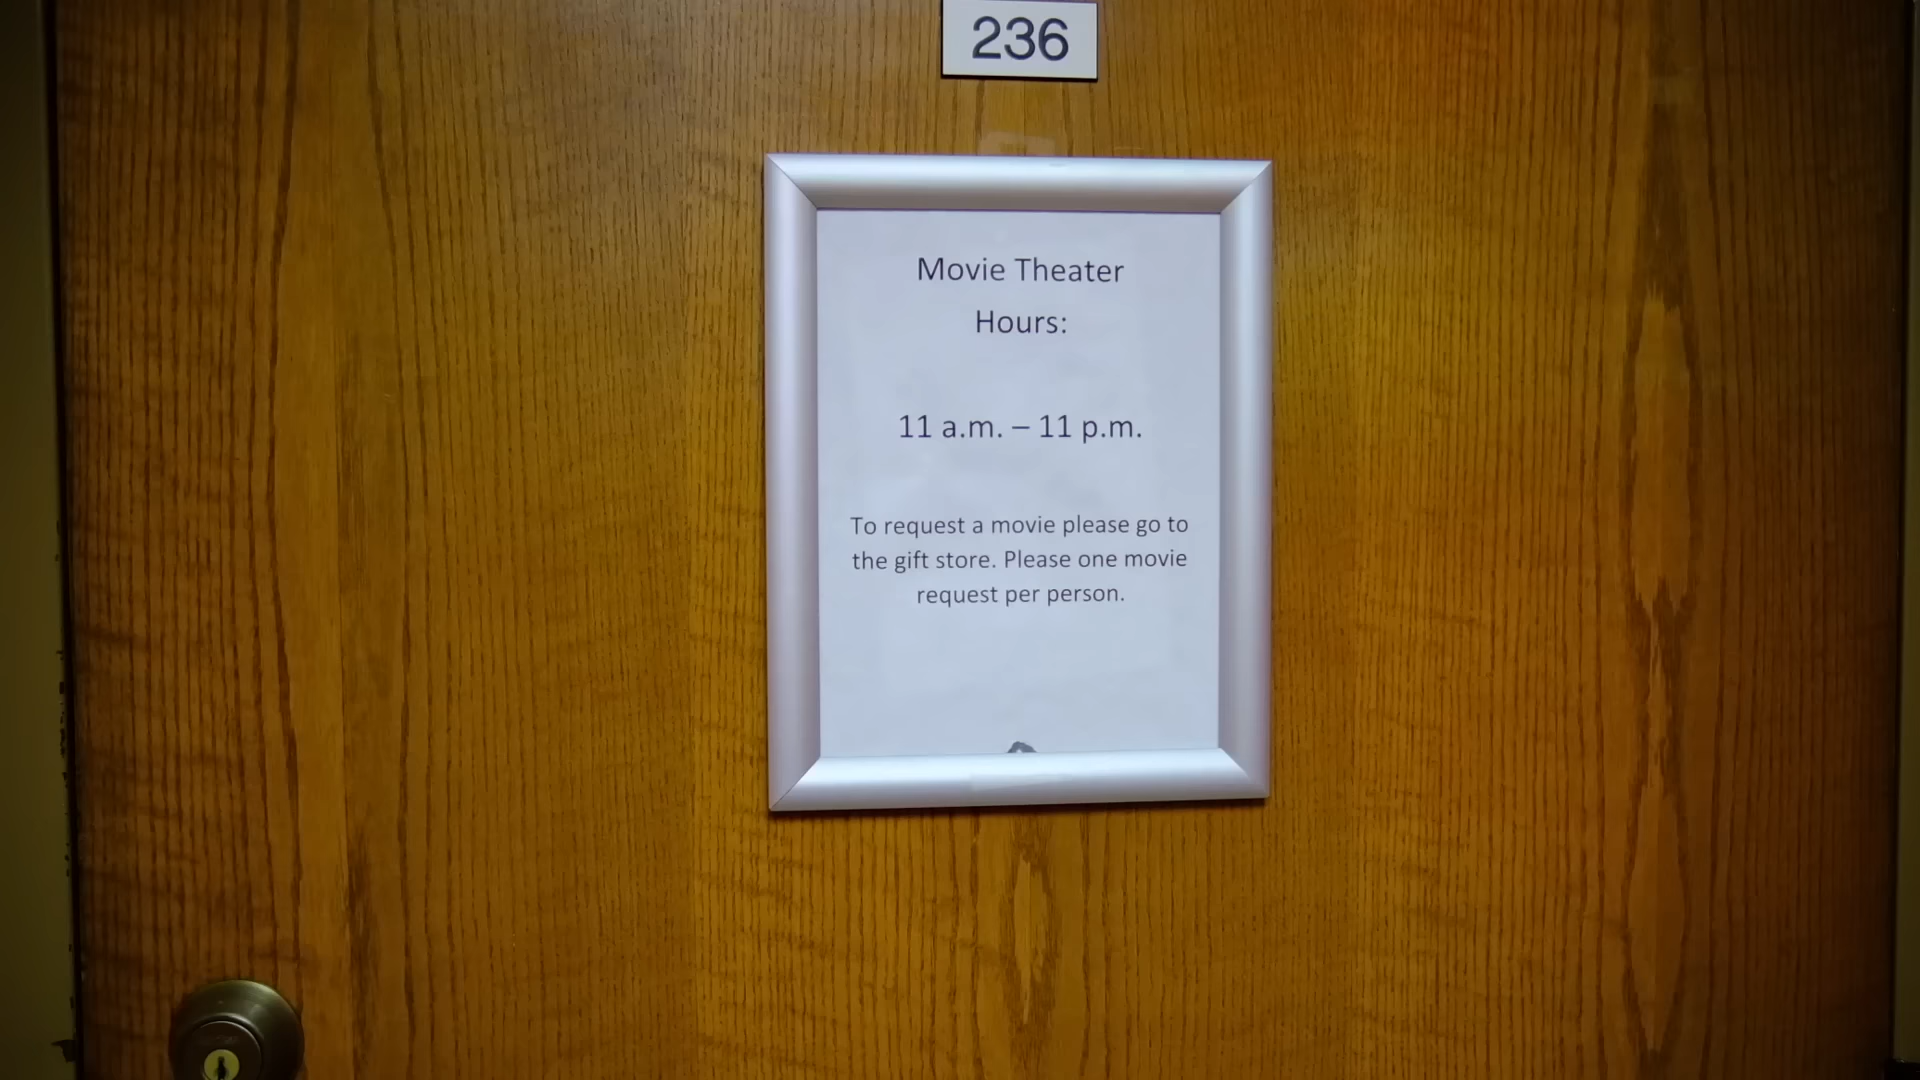 236
Movie Theater
Hours:
11 a.m. – 11 p.m.
To request a movie please go to
the gift store. Please one movie
request per person.